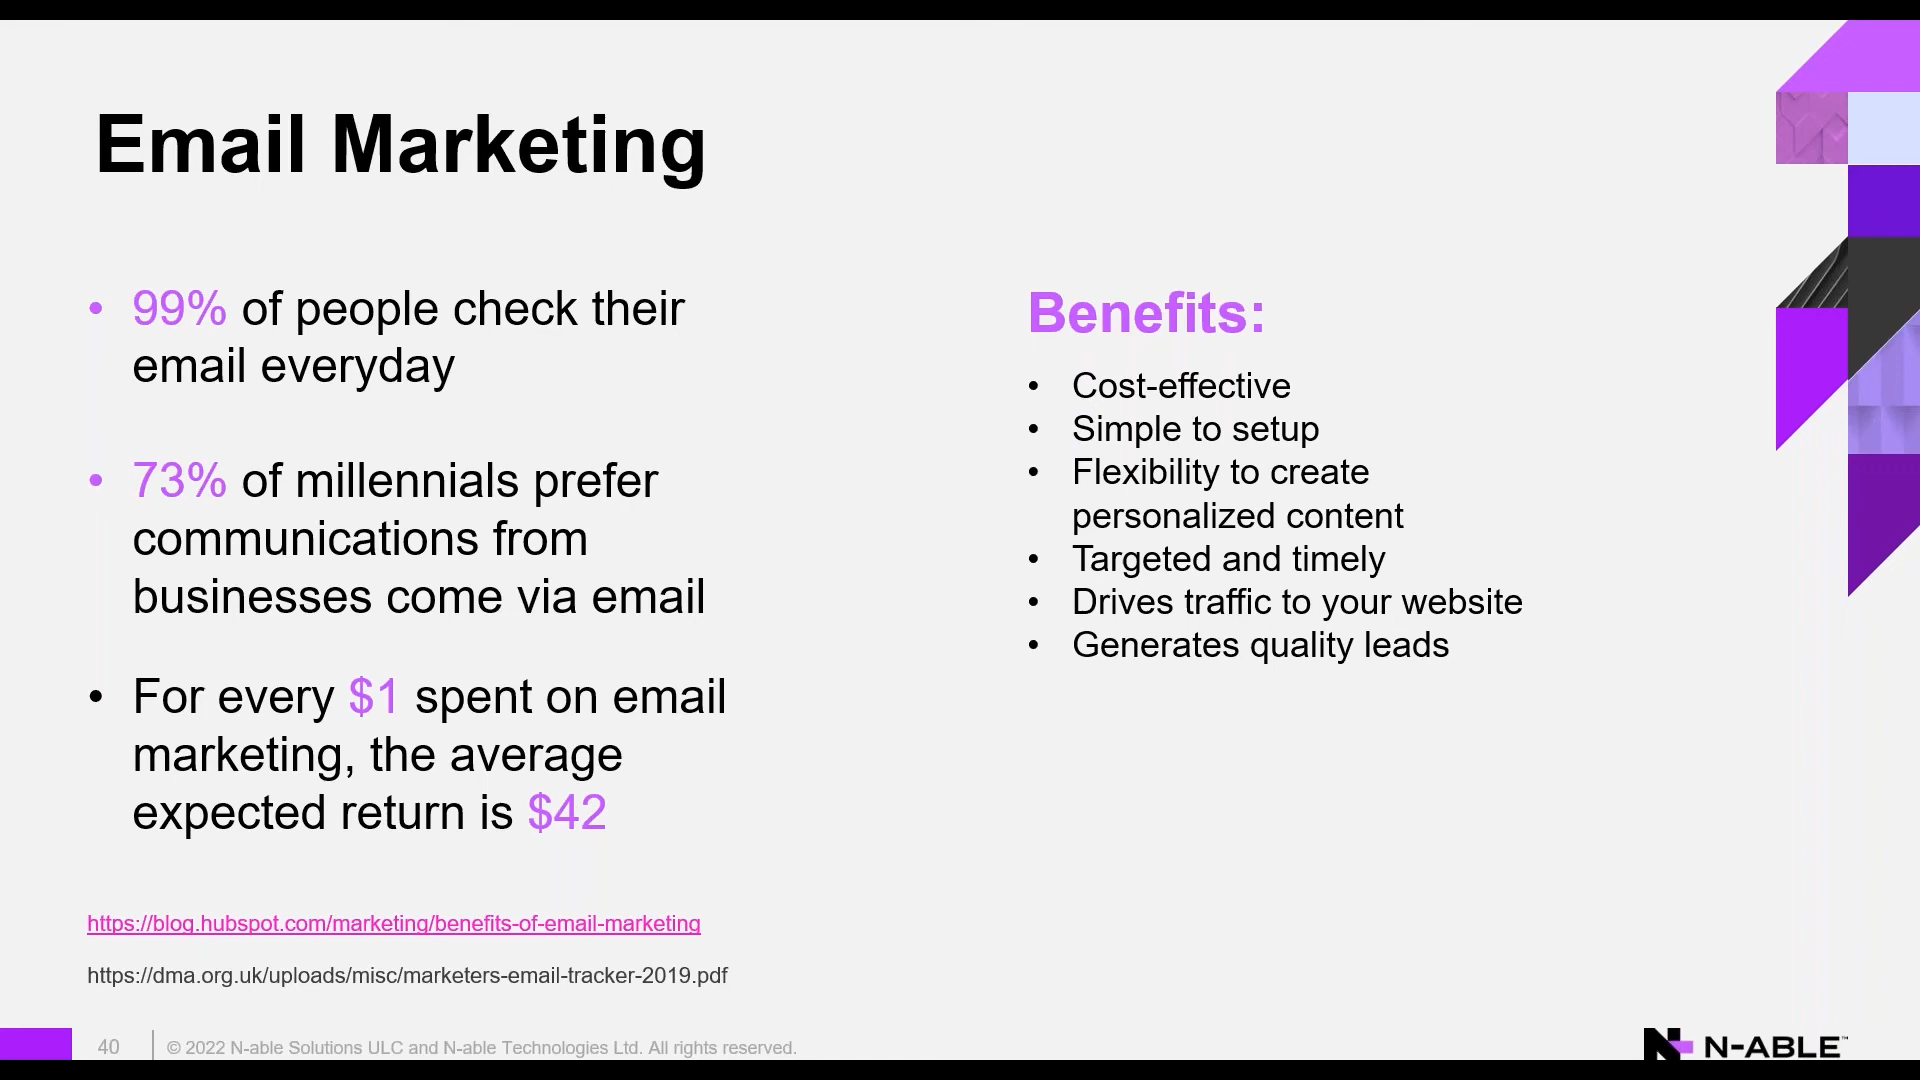 Email Marketing
• 99% of people check their
email everyday
• 73% of millennials prefer
communications from
businesses come via email
• For every $1 spent on email
marketing, the average
expected return is $42
https://blog.hubspot.com/marketing/benefits-of-email-marketing
https://dma.org.uk/uploads/misc/marketers-email-tracker-2019.pdf
Benefits:
• Cost-effective
• Simple to setup
• Flexibility to create
personalized content
• Targeted and timely
• Drives traffic to your website
• Generates quality leads
40
© 2022 N-able Solutions ULC and N-able Technologies Ltd. All rights reserved.
N-ABLE™